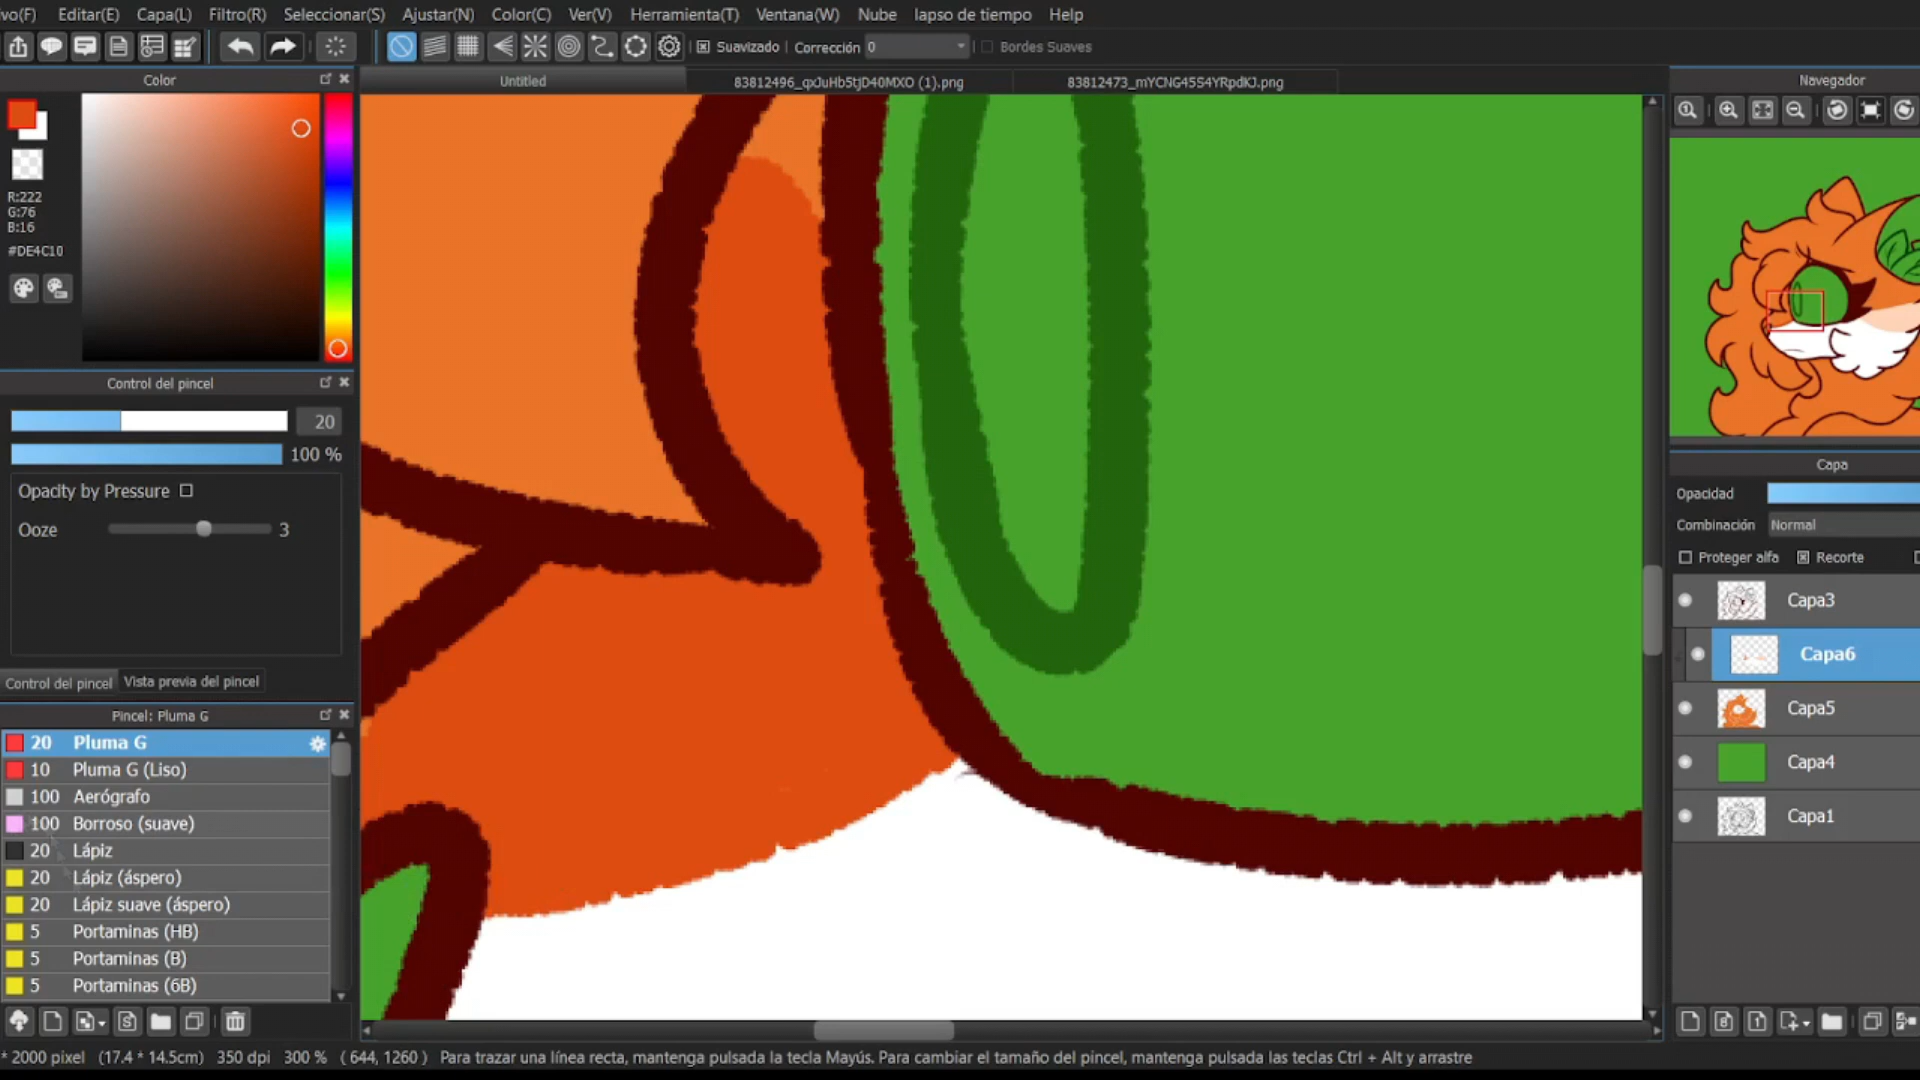 vo(F) Editar(E) Capa(L) Filtro(R) Seleccionar(S) Ajustar(N) Color(C) Ver(V) Herramienta(T) Ventana(W) Nube lapso de tiempo Help
Suavizado Corrección 0 Bordes Suaves
Color
Untitled 83812496_qxJuHb5tjD40MXO (1).png 83812473_mYCNG45S4YRpdKJ.png
Navegador
R:222
G:76
B:16
#DE4C10
Control del pincel
20
100 %
Opacity by Pressure
Ooze 3
Control del pincel Vista previa del pincel
Pincel: Pluma G
20 Pluma G
10 Pluma G (Liso)
100 Aerógrafo
100 Borroso (suave)
20 Lápiz
20 Lápiz (áspero)
20 Lápiz suave (áspero)
5 Portaminas (HB)
5 Portaminas (B)
5 Portaminas (6B)
Capa
Opacidad
Combinación Normal
Proteger alfa Recorte
Capa3
Capa6
Capa5
Capa4
Capa1
* 2000 pixel (17.4 * 14.5cm) 350 dpi 300 % ( 644, 1260 ) Para trazar una línea recta, mantenga pulsada la tecla Mayús. Para cambiar el tamaño del pincel, mantenga pulsada las teclas Ctrl + Alt y arrastre